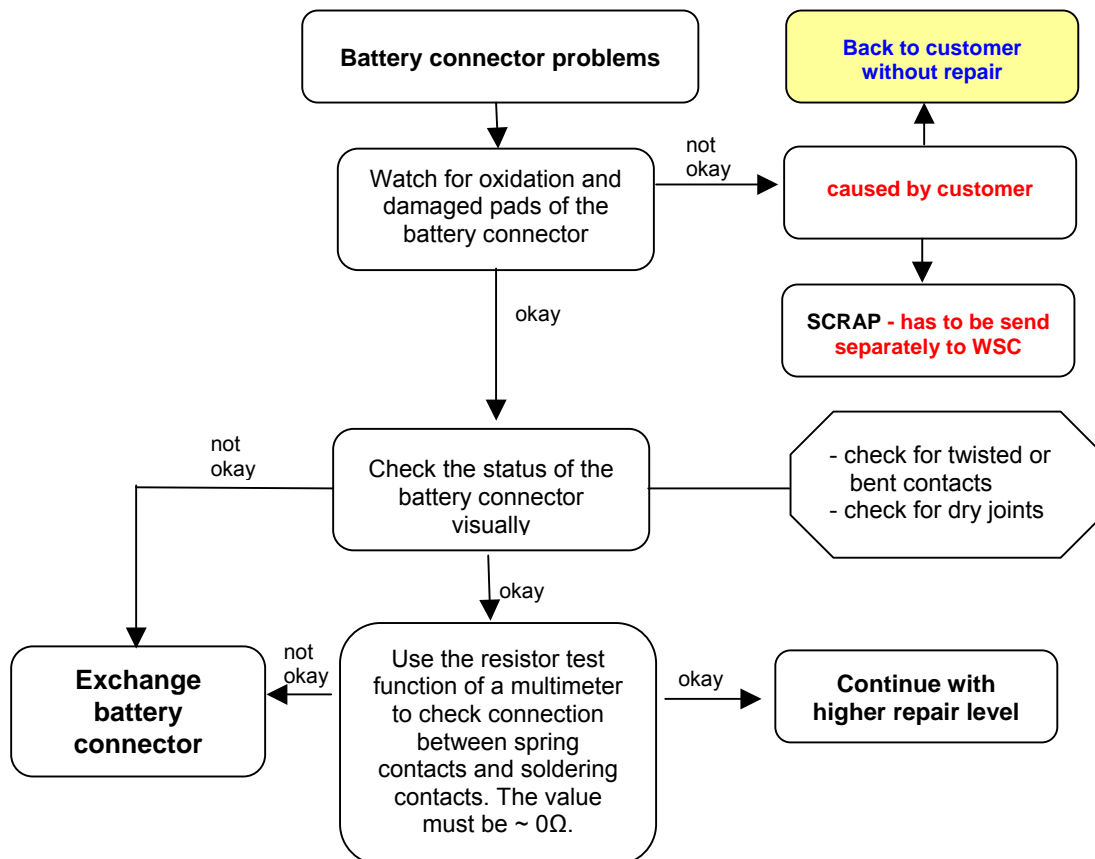 Battery connector problems
Back to customer
without repair
not
okay
Watch for oxidation and
damaged pads of the
battery connector
caused by customer
okay
SCRAP - has to be send
separately to WSC
not
okay
Check the status of the
battery connector
visually
- check for twisted or
bent contacts
- check for dry joints
okay
Exchange
battery
connector
not
okay
Use the resistor test
function of a multimeter
to check connection
between spring
contacts and soldering
contacts. The value
must be ~ 0Ω.
okay
Continue with
higher repair level